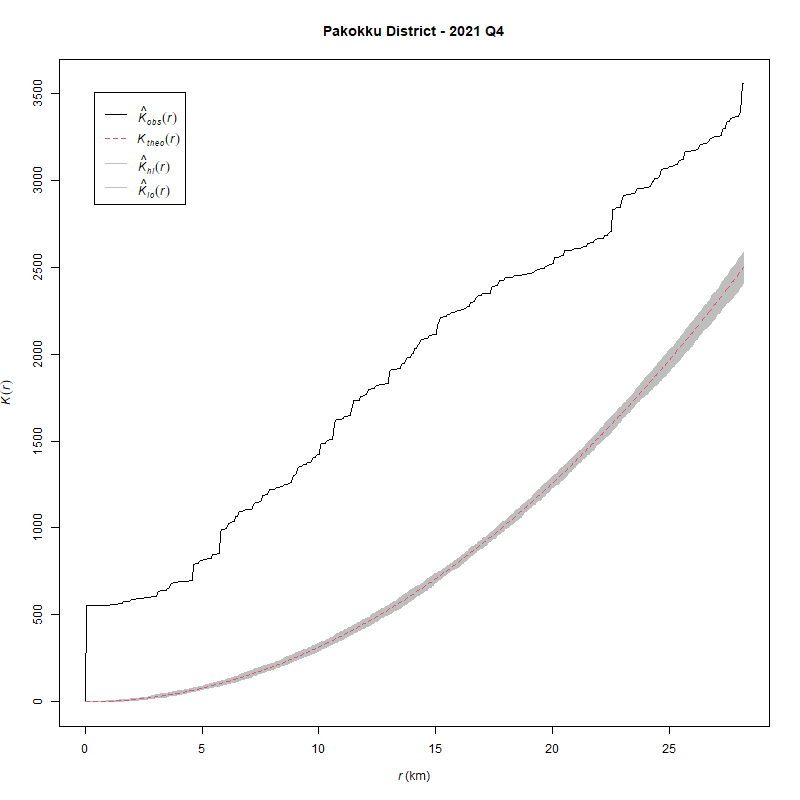 Pakokku District - 2021 Q4
K̂obs(r)
Ktheo(r)
K̂hi(r)
K̂lo(r)
K(r)
3500
3000
2500
2000
1500
1000
500
0
0 5 10 15 20 25
r (km)